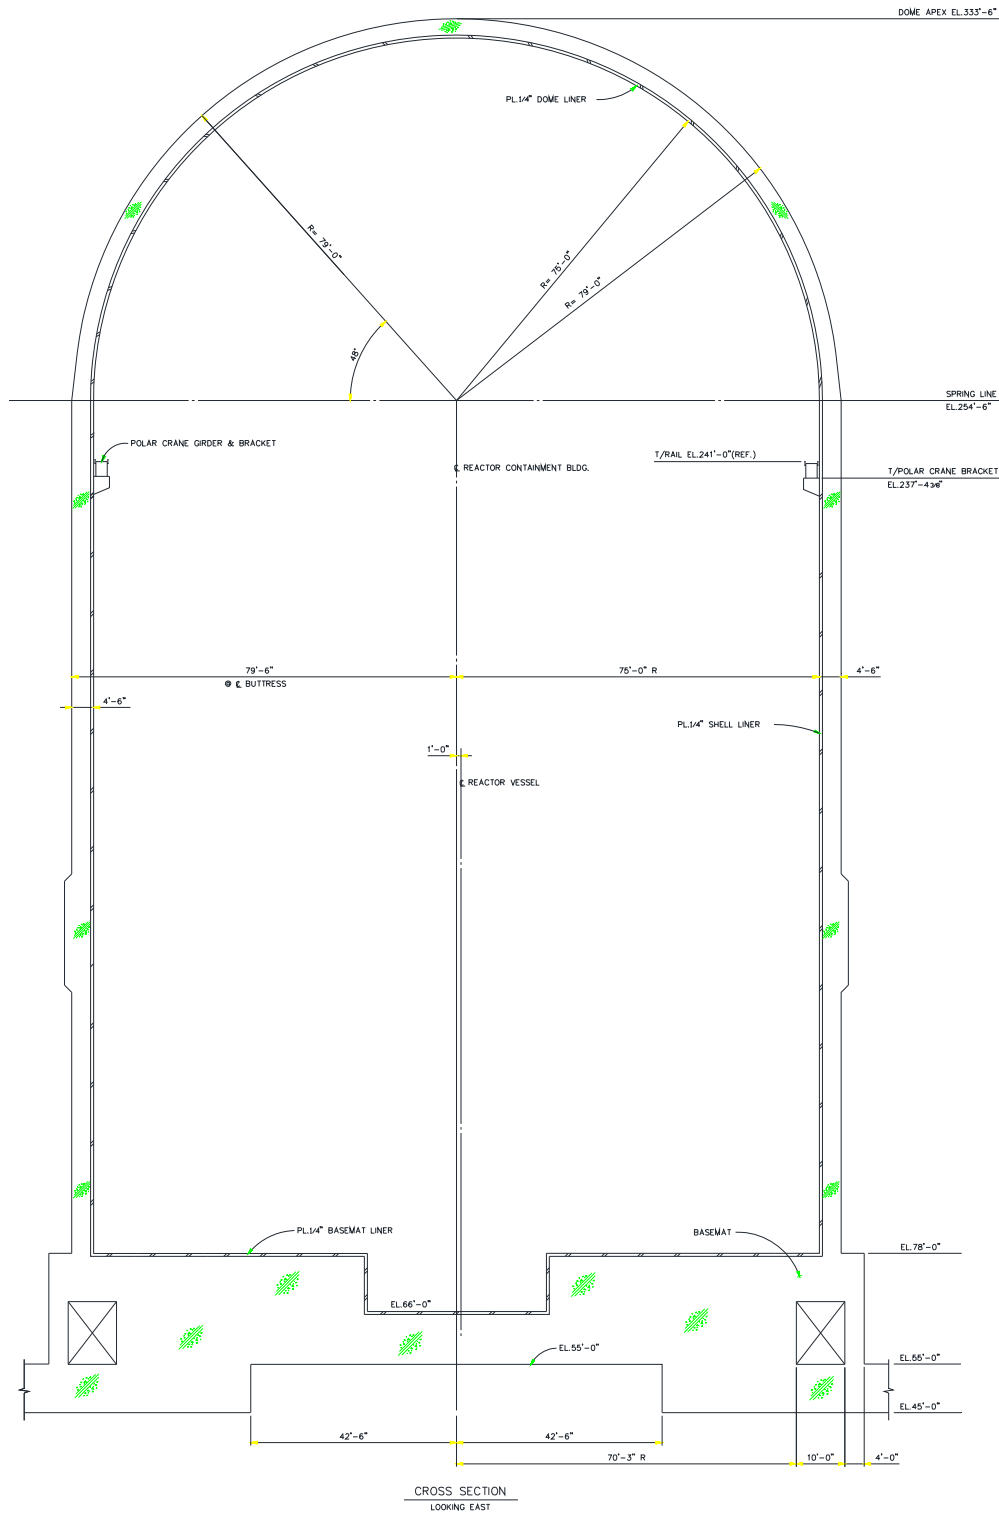 DOME APEX EL.333'-6"
PL.1/4" DOME LINER
R= 79'-0"
R= 75'-0"
R= 79'-0"
48°
SPRING LINE
EL.254'-6"
POLAR CRANE GIRDER & BRACKET
T/RAIL EL.241'-0"(REF.)
℄ REACTOR CONTAINMENT BLDG.
T/POLAR CRANE BRACKET
EL.237'-4 3/8"
79'-6"
75'-0" R
4'-6"
@ ℄ BUTTRESS
4'-6"
PL.1/4" SHELL LINER
1'-0"
℄ REACTOR VESSEL
PL.1/4" BASEMAT LINER
BASEMAT
EL.78'-0"
EL.66'-0"
EL.55'-0"
EL.55'-0"
EL.45'-0"
42'-6"
42'-6"
70'-3" R
10'-0"
4'-0"
CROSS SECTION
LOOKING EAST